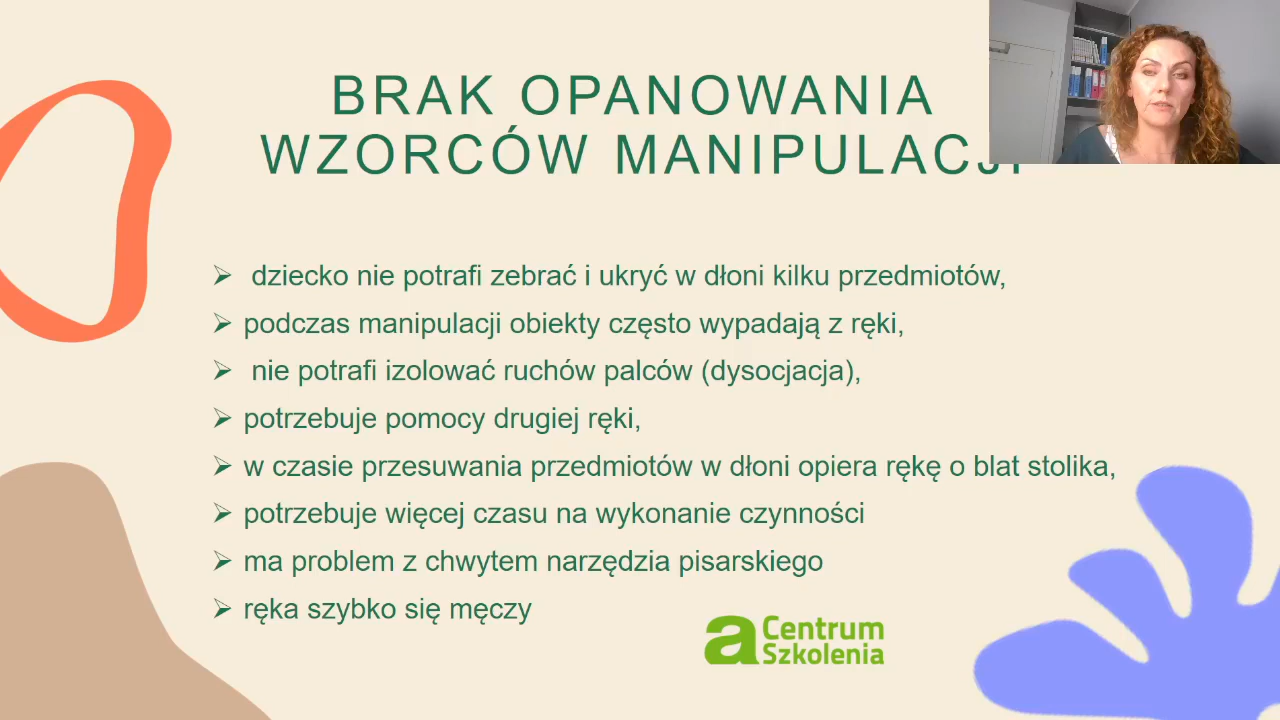 BRAK OPANOWANIA
WZORCÓW MANIPULACJI
➢ dziecko nie potrafi zebrać i ukryć w dłoni kilku przedmiotów,
➢ podczas manipulacji obiekty często wypadają z ręki,
➢ nie potrafi izolować ruchów palców (dysocjacja),
➢ potrzebuje pomocy drugiej ręki,
➢ w czasie przesuwania przedmiotów w dłoni opiera rękę o blat stolika,
➢ potrzebuje więcej czasu na wykonanie czynności
➢ ma problem z chwytem narzędzia pisarskiego
➢ ręka szybko się męczy
a Centrum
Szkolenia